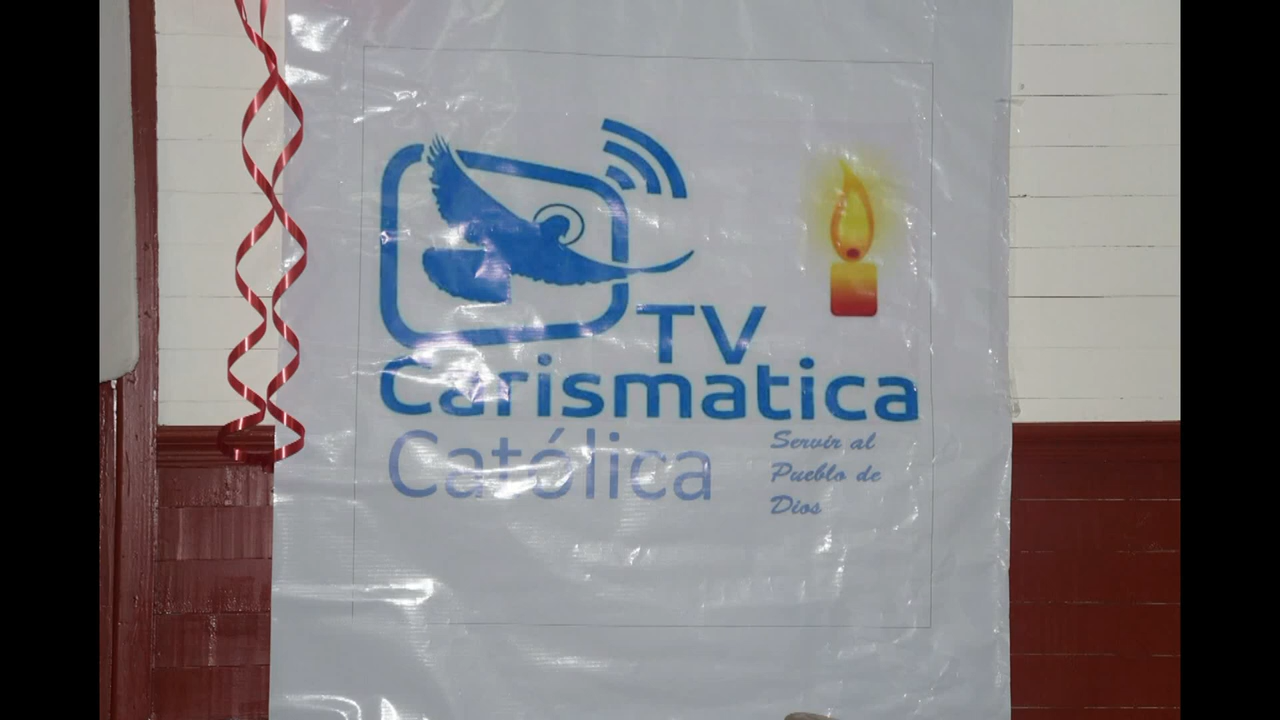 TV
Carismatica
Católica
Servir al
Pueblo de
Dios